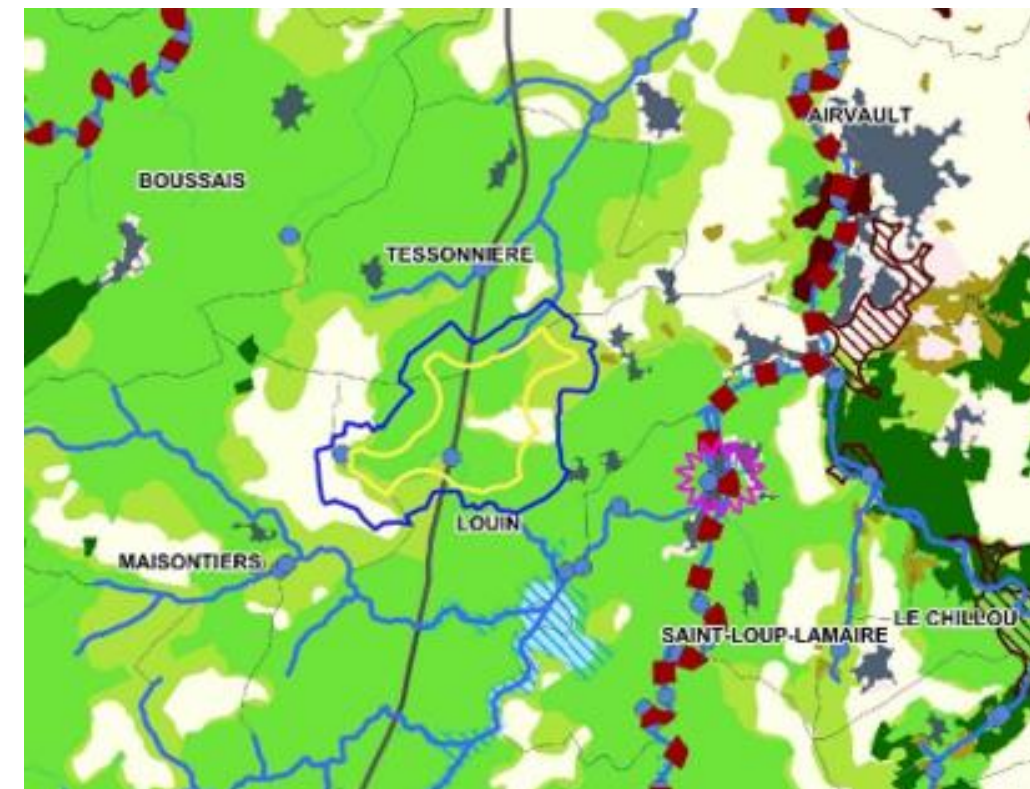 AIRVAULT
BOUSSAIS
TESSONNIERE
LOUIN
MAISONTIERS
LE CHILLOU
SAINT-LOUP-LAMAIRE